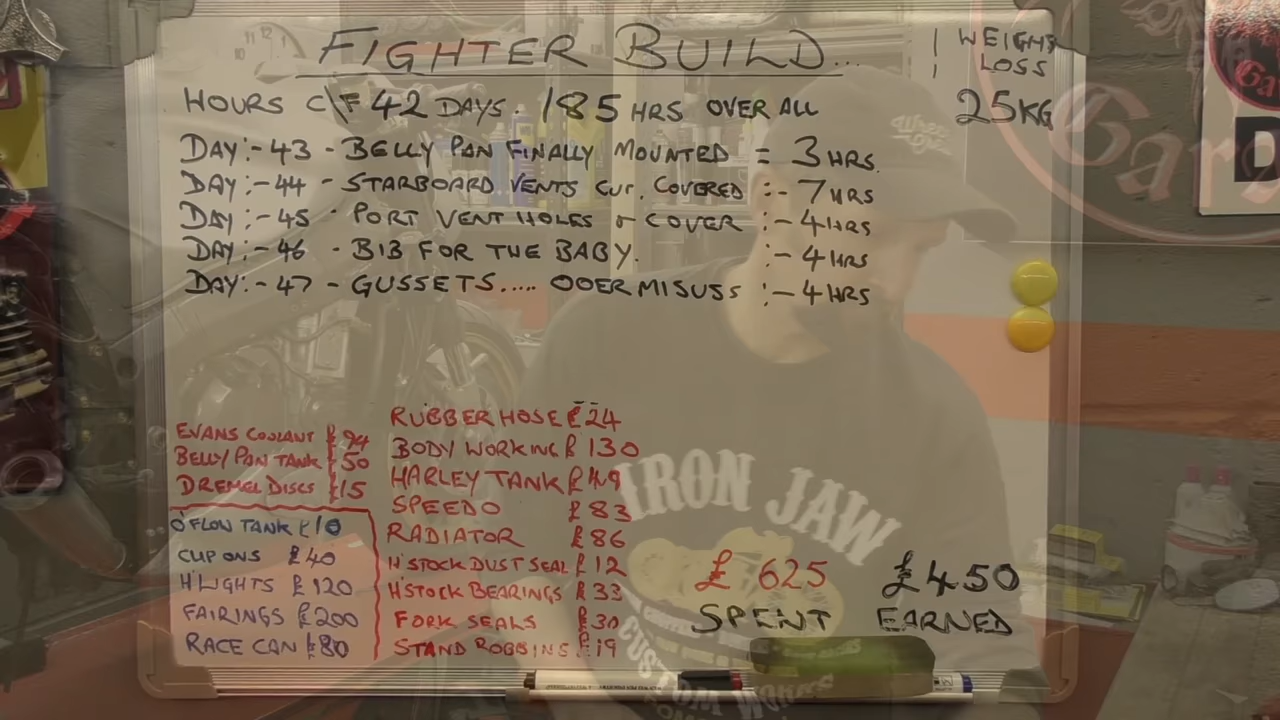 FIGHTER BUILD...
WEIGHT
LOSS
25KG
HOURS C\F 42 DAYS. 185 HRS OVER ALL
DAY:-43 - BELLY PAN FINALLY MOUNTED = 3 HRS.
DAY:-44 - STARBOARD VENTS CUT. COVERED :- 7 HRS
DAY:-45 - PORT VENT HOLES & COVER :- 4 HRS
DAY:-46 - BIB FOR THE BABY. :- 4 HRS
DAY:-47 - GUSSETS..... OOER MISUSS :- 4 HRS
EVANS COOLANT £94
BELLY PAN TANK £50
DREMEL DISCS £15
O'FLOW TANK £10
CLIP ONS £40
H'LIGHTS £120
FAIRINGS £200
RACE CAN £80
RUBBER HOSE £24
BODY WORKING £130
HARLEY TANK £49
SPEEDO £83
RADIATOR £86
H'STOCK DUST SEAL £12
H'STOCK BEARINGS £33
FORK SEALS £30
STAND ROBBINS £19
£625
SPENT
£450
EARNED
IRON JAW
CUSTOM WORKS
Gar
D